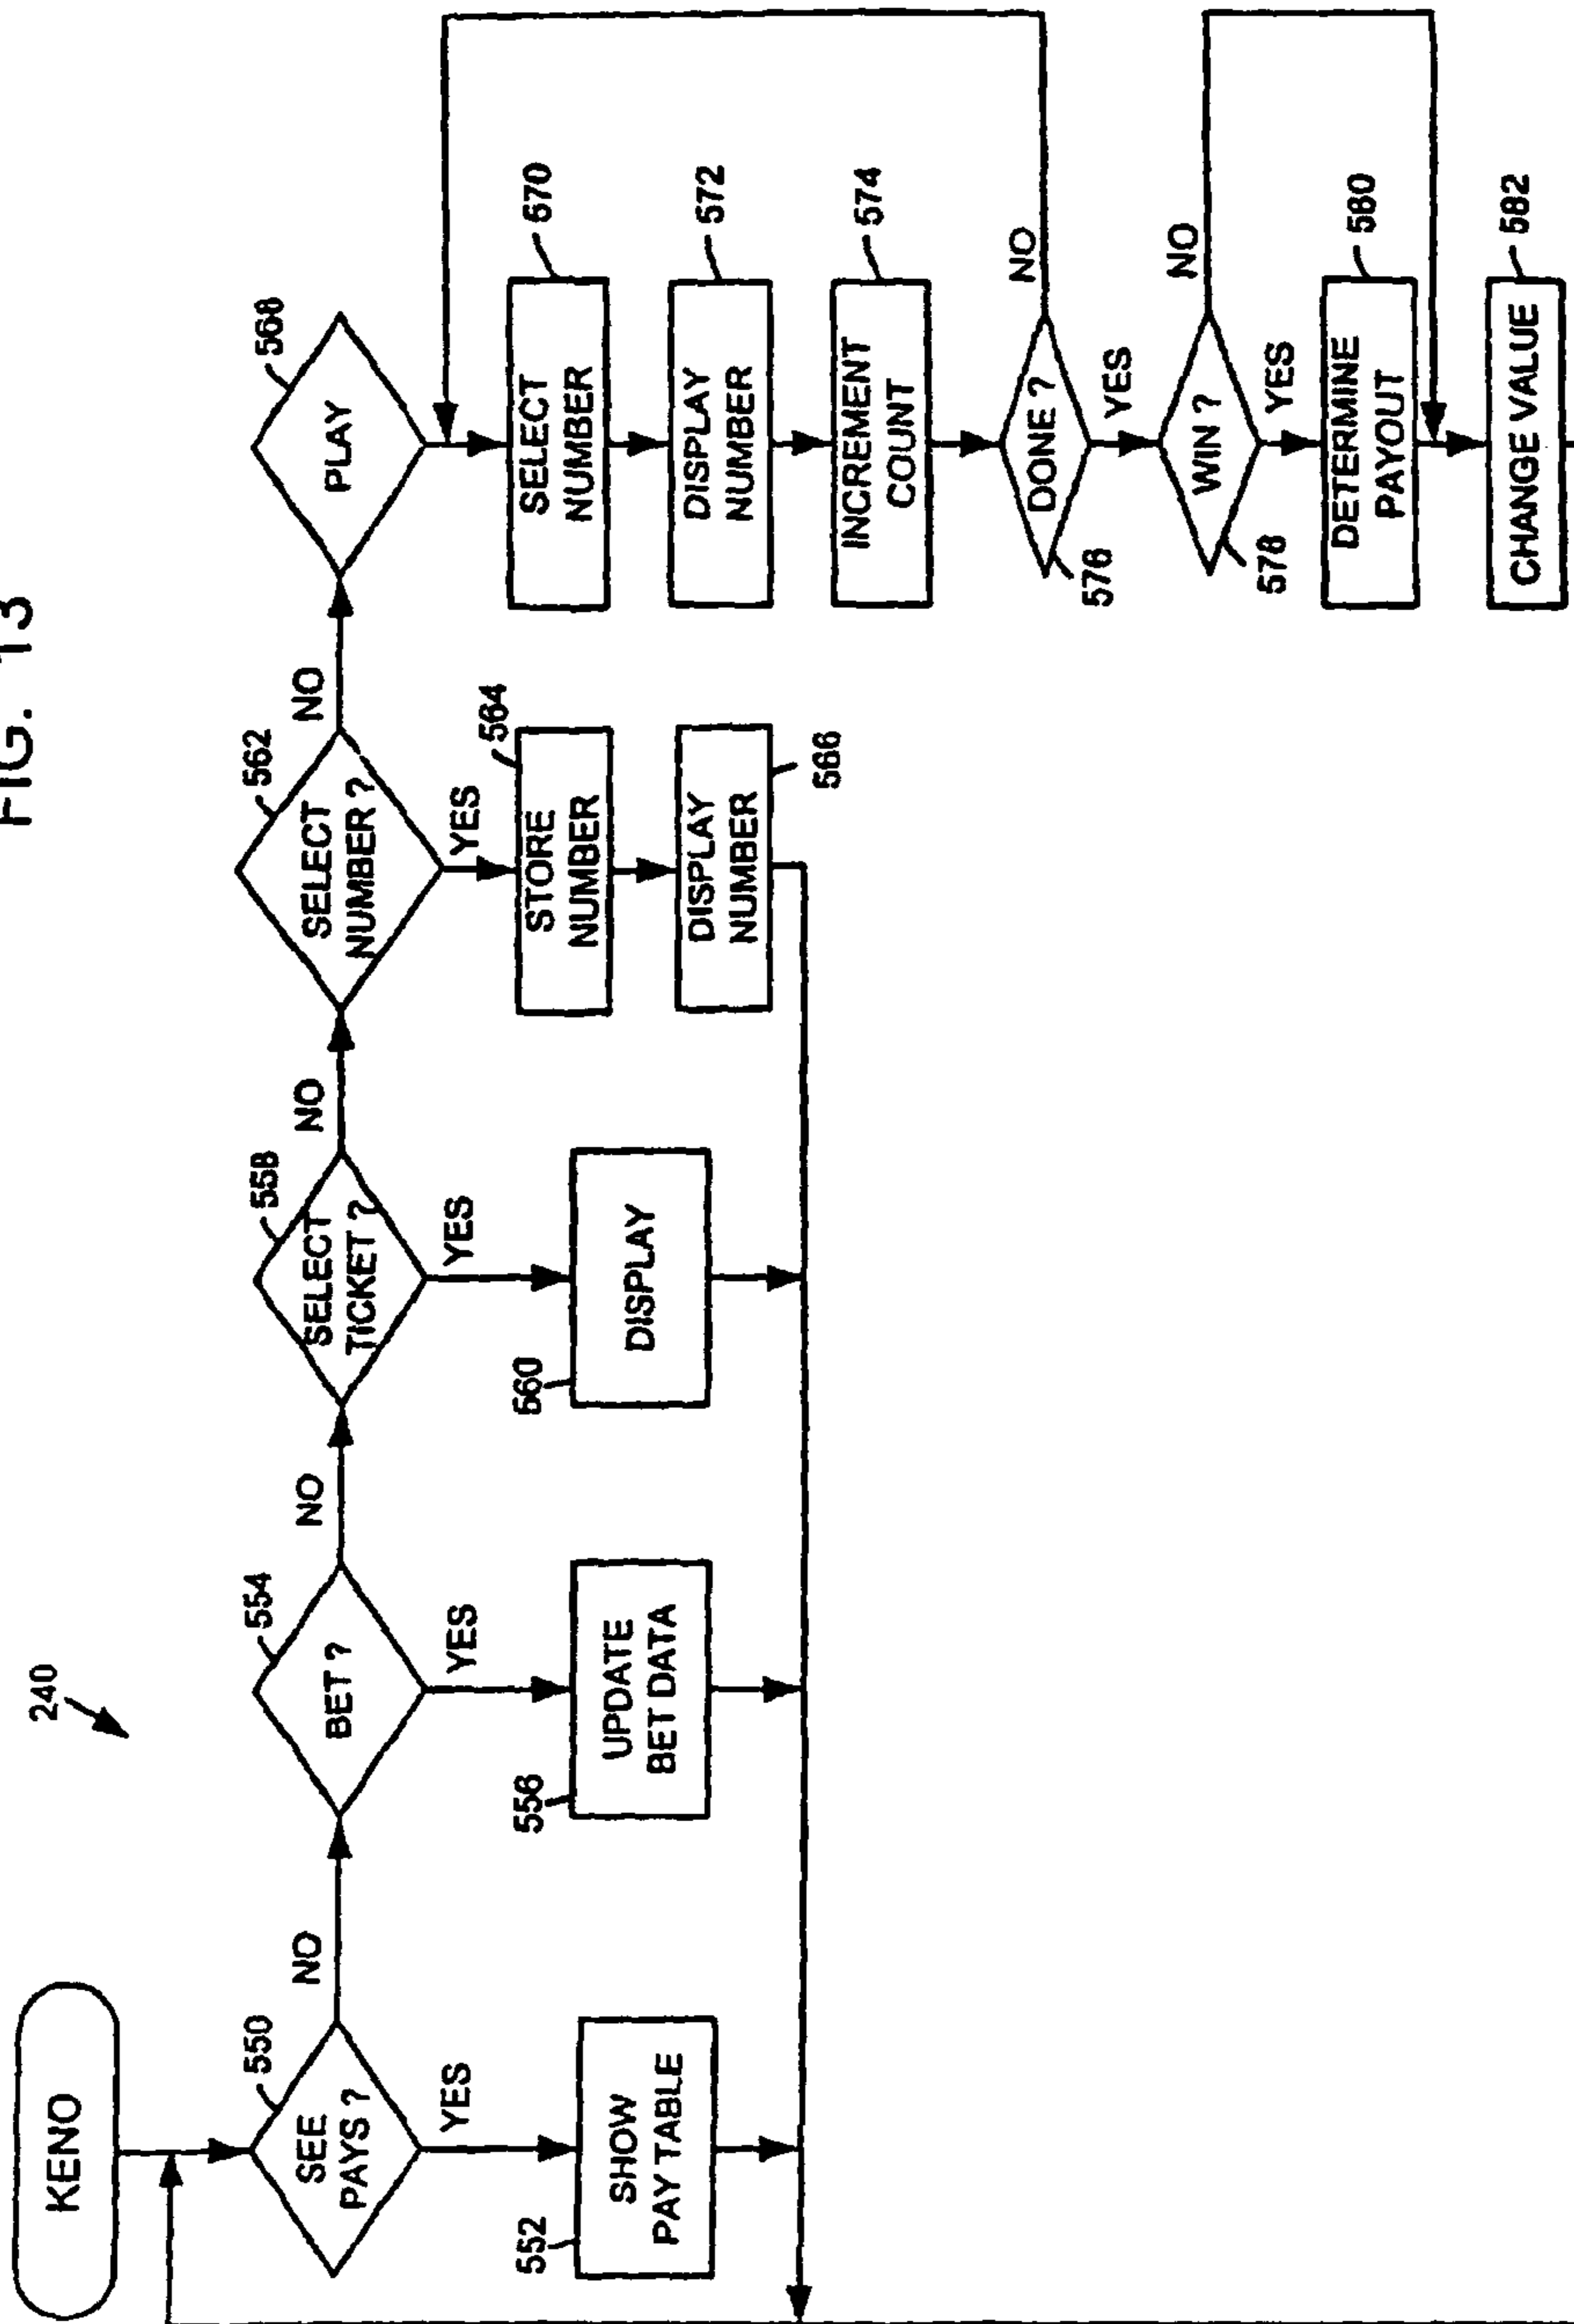 FIG. 13
240
KENO
550
SEE
PAYS ?
NO
YES
552
SHOW
PAY TABLE
554
BET ?
NO
YES
556
UPDATE
BET DATA
558
SELECT
TICKET ?
NO
YES
560
DISPLAY
562
SELECT
NUMBER ?
NO
YES
564
STORE
NUMBER
566
DISPLAY
NUMBER
568
PLAY
570
SELECT
NUMBER
572
DISPLAY
NUMBER
574
INCREMENT
COUNT
576
DONE ?
NO
YES
578
WIN ?
NO
YES
580
DETERMINE
PAYOUT
582
CHANGE VALUE